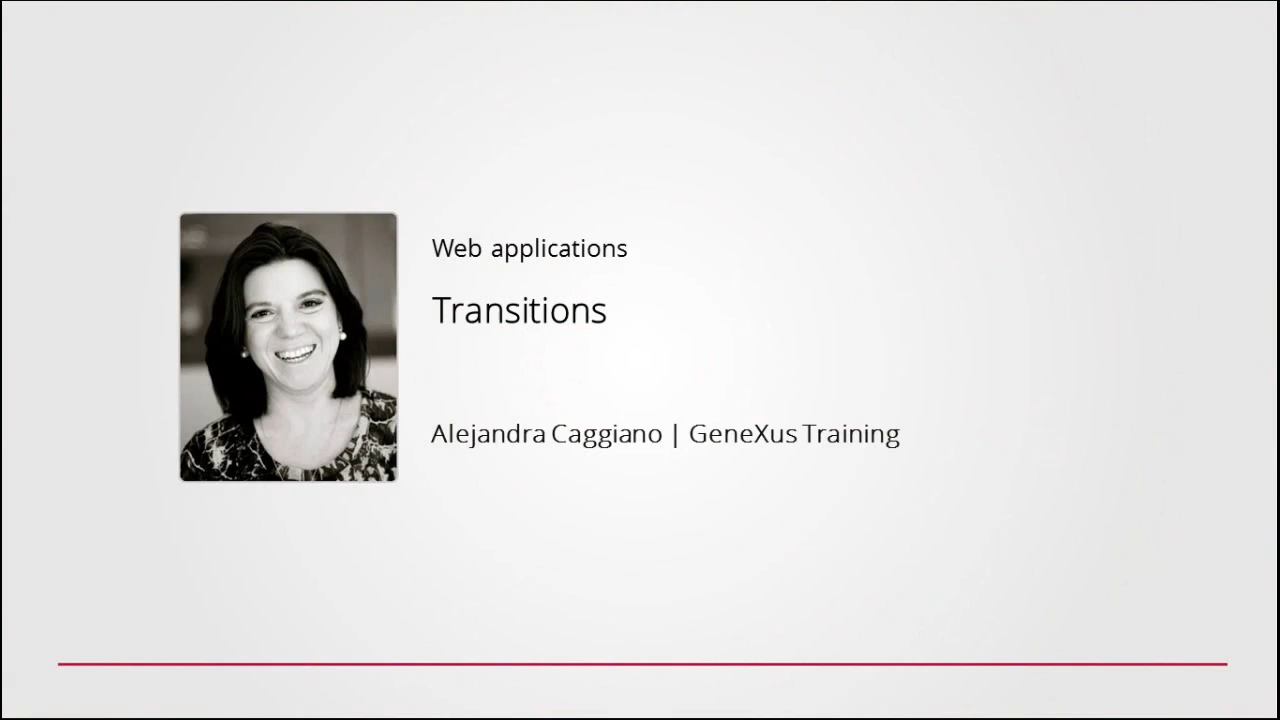 Web applications
Transitions
Alejandra Caggiano | GeneXus Training